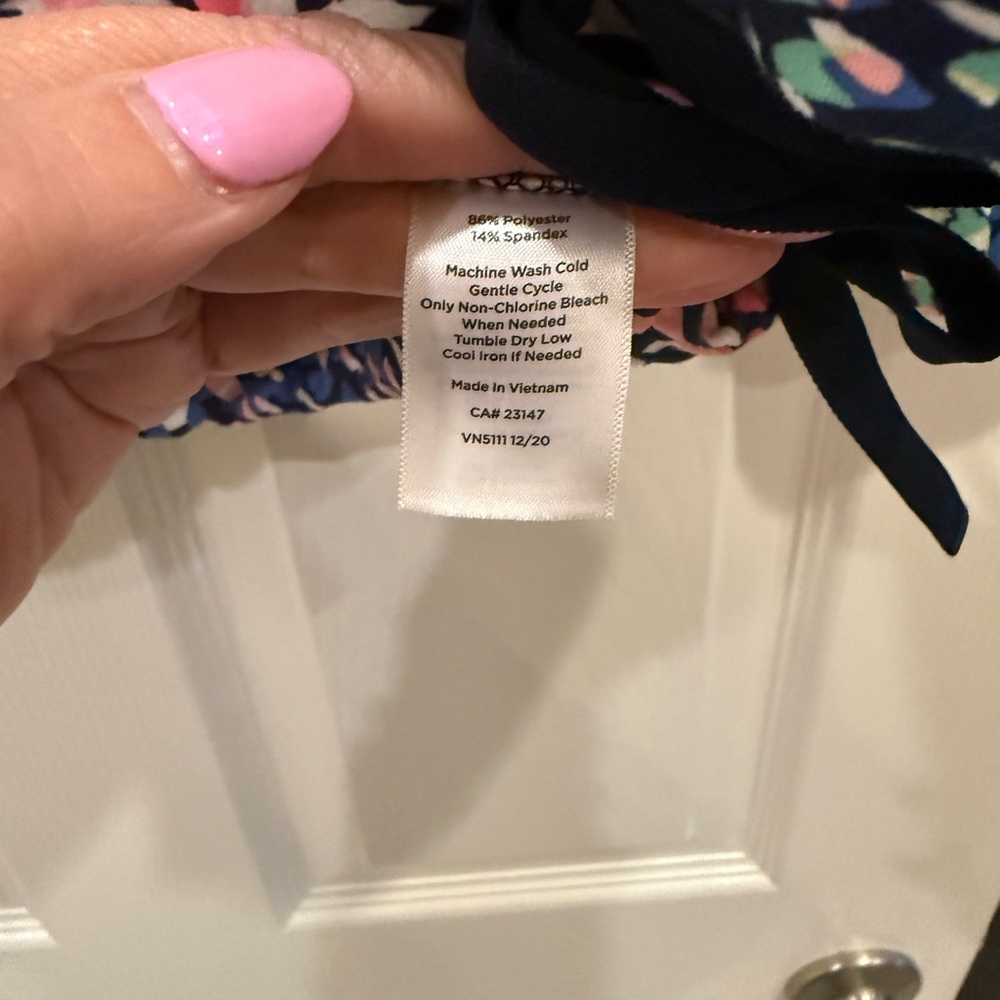 86% Polyester
14% Spandex
Machine Wash Cold
Gentle Cycle
Only Non-Chlorine Bleach
When Needed
Tumble Dry Low
Cool Iron If Needed
Made In Vietnam
CA# 23147
VN5111 12/20